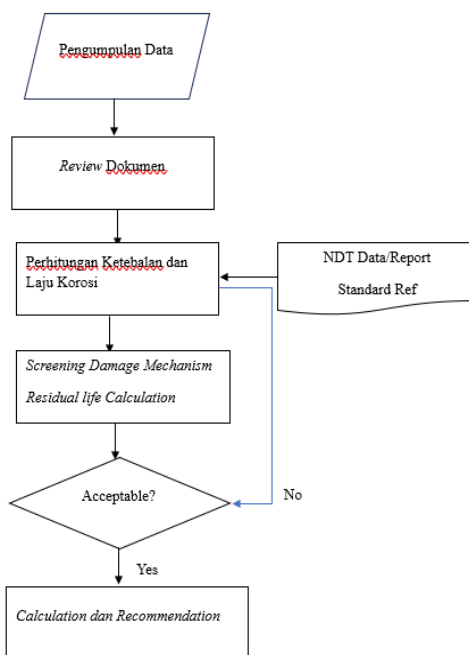 Pengumpulan Data
Review Dokumen
Perhitungan Ketebalan dan
Laju Korosi
NDT Data/Report
Standard Ref
Screening Damage Mechanism
Residual life Calculation
Acceptable?
No
Yes
Calculation dan Recommendation